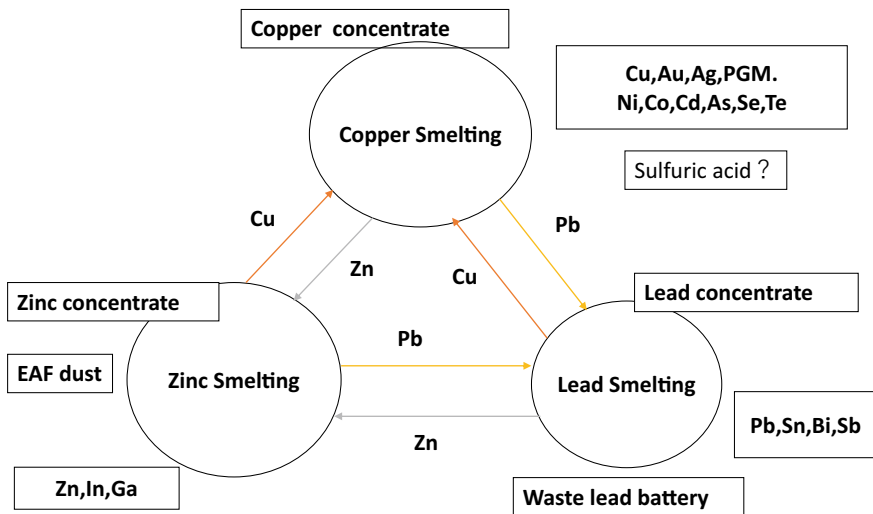 Copper concentrate
Cu,Au,Ag,PGM.
Ni,Co,Cd,As,Se,Te
Copper Smelting
Sulfuric acid？
Cu
Pb
Zn
Cu
Zinc concentrate
Lead concentrate
Pb
EAF dust
Zinc Smelting
Lead Smelting
Pb,Sn,Bi,Sb
Zn
Zn,In,Ga
Waste lead battery